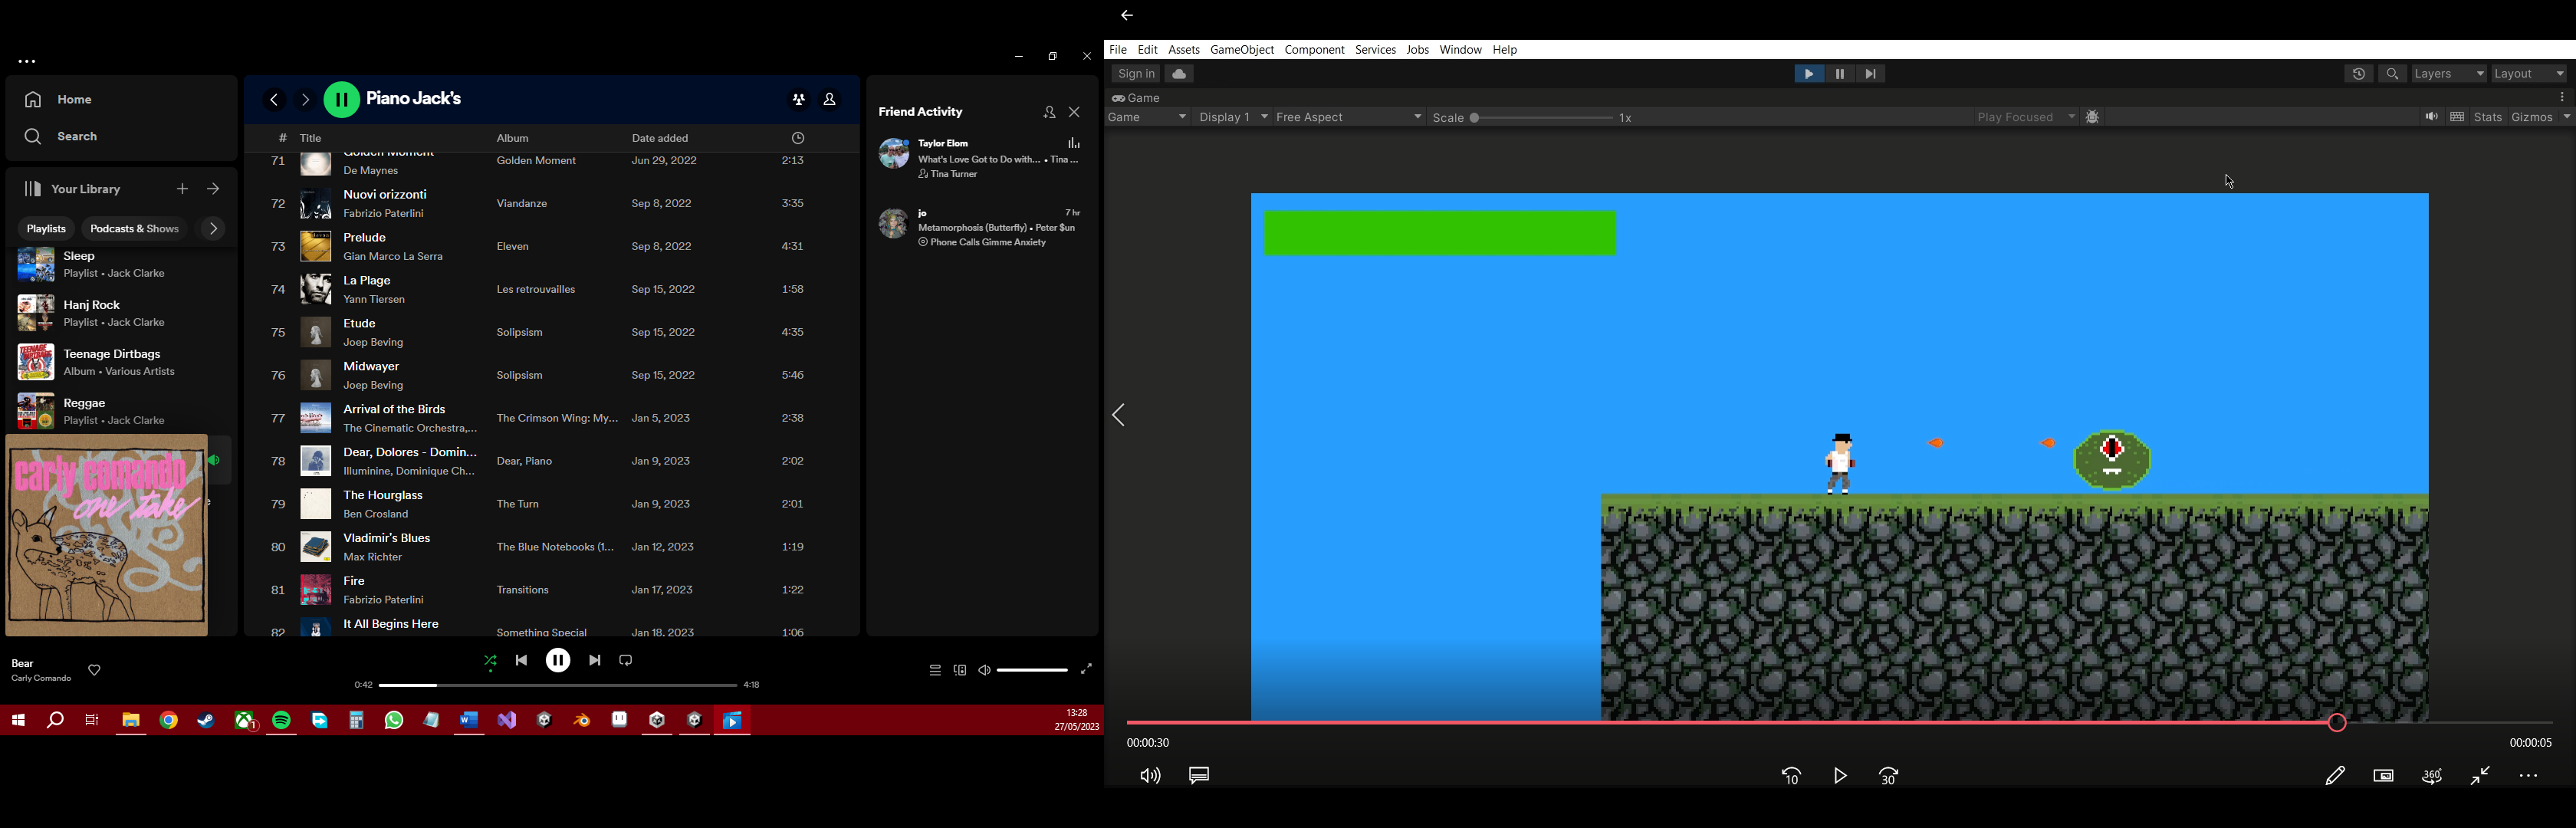 Home
Search
Your Library
Playlists
Podcasts & Shows
Sleep
Playlist • Jack Clarke
Hanj Rock
Playlist • Jack Clarke
Teenage Dirtbags
Album • Various Artists
Reggae
Playlist • Jack Clarke
carly comando
one take
Bear
Carly Comando
Piano Jack's
# Title Album Date added
71 Golden Moment Golden Moment Jun 29, 2022 2:13
De Maynes
72 Nuovi orizzonti Viandanze Sep 8, 2022 3:35
Fabrizio Paterlini
73 Prelude Eleven Sep 8, 2022 4:31
Gian Marco La Serra
74 La Plage Les retrouvailles Sep 15, 2022 1:58
Yann Tiersen
75 Etude Solipsism Sep 15, 2022 4:35
Joep Beving
76 Midwayer Solipsism Sep 15, 2022 5:46
Joep Beving
77 Arrival of the Birds The Crimson Wing: My... Jan 5, 2023 2:38
The Cinematic Orchestra,...
78 Dear, Dolores - Domin... Dear, Piano Jan 9, 2023 2:02
Illuminine, Dominique Ch...
79 The Hourglass The Turn Jan 9, 2023 2:01
Ben Crosland
80 Vladimir's Blues The Blue Notebooks (1... Jan 12, 2023 1:19
Max Richter
81 Fire Transitions Jan 17, 2023 1:22
Fabrizio Paterlini
82 It All Begins Here Something Special Jan 18, 2023 1:06
0:42 4:18
Friend Activity
Taylor Elom
What's Love Got to Do with... • Tina ...
Tina Turner
jo 7 hr
Metamorphosis (Butterfly) • Peter $un
Phone Calls Gimme Anxiety
1
13:28
27/05/2023
File Edit Assets GameObject Component Services Jobs Window Help
Sign in Layers Layout
Game
Game Display 1 Free Aspect Scale 1x Play Focused Stats Gizmos
00:00:30 00:00:05
10 30 360